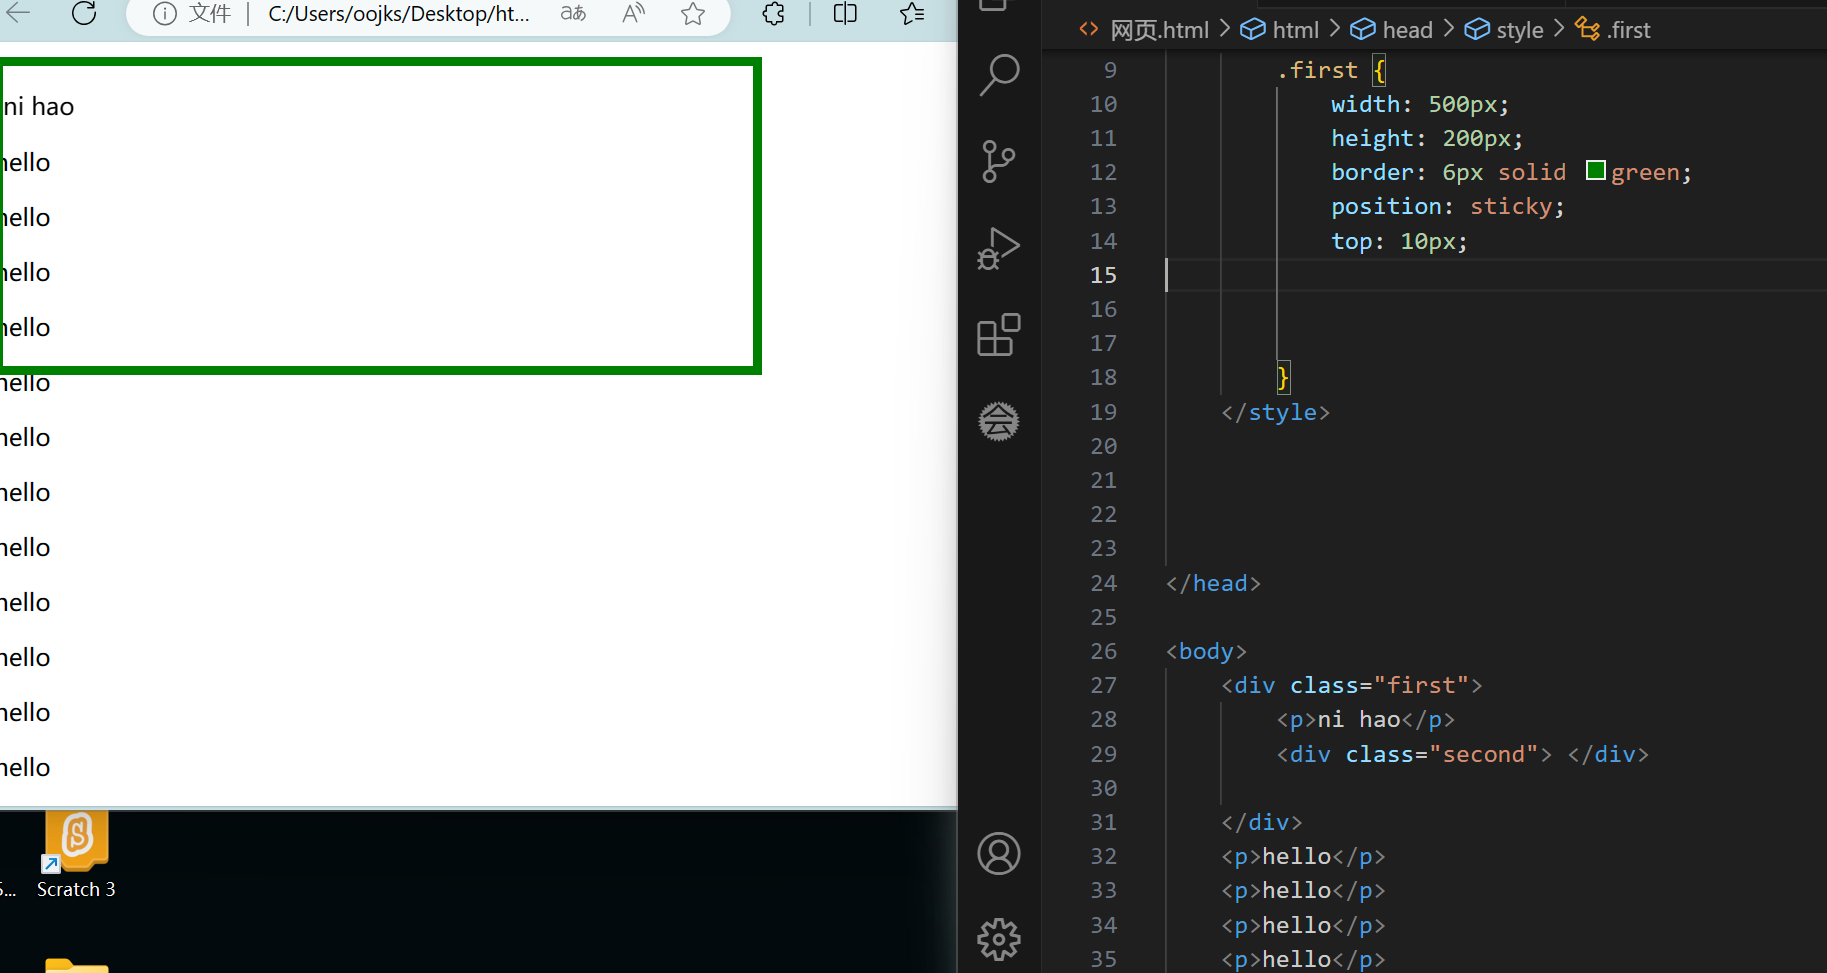 文件 C:/Users/oojks/Desktop/ht...
ni hao
hello
hello
hello
hello
hello
hello
hello
hello
hello
hello
hello
hello
Scratch 3
网页.html > html > head > style > .first
9 .first {
10 width: 500px;
11 height: 200px;
12 border: 6px solid green;
13 position: sticky;
14 top: 10px;
15
16
17
18 }
19 </style>
20
21
22
23
24 </head>
25
26 <body>
27 <div class="first">
28 <p>ni hao</p>
29 <div class="second"> </div>
30
31 </div>
32 <p>hello</p>
33 <p>hello</p>
34 <p>hello</p>
35 <p>hello</p>